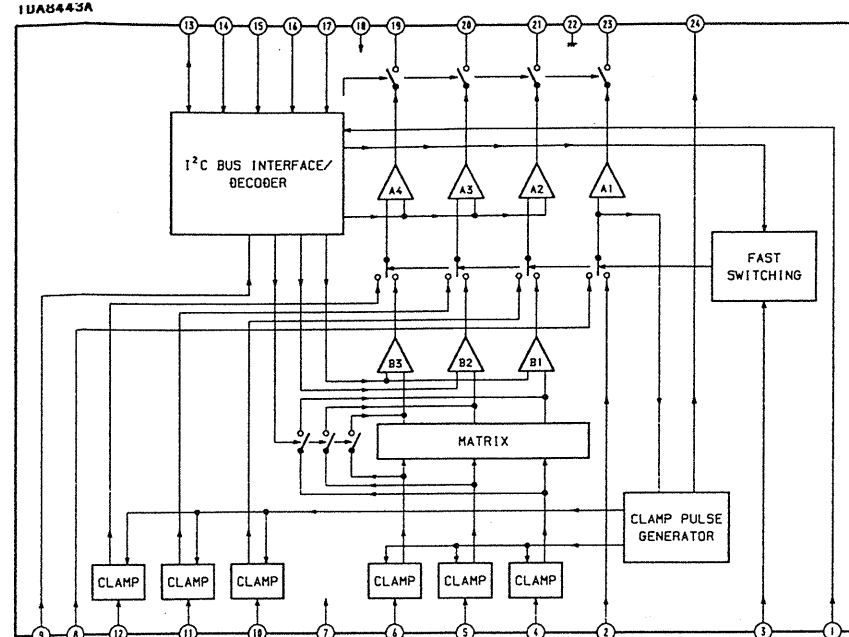 TDA8443A
13 14 15 16 17 18 19 20 21 22 23 24
I²C BUS INTERFACE/
DECODER
A4 A3 A2 A1
FAST
SWITCHING
B3 B2 B1
MATRIX
CLAMP PULSE
GENERATOR
CLAMP CLAMP CLAMP CLAMP CLAMP CLAMP
9 8 12 11 10 7 6 5 4 2 3 1